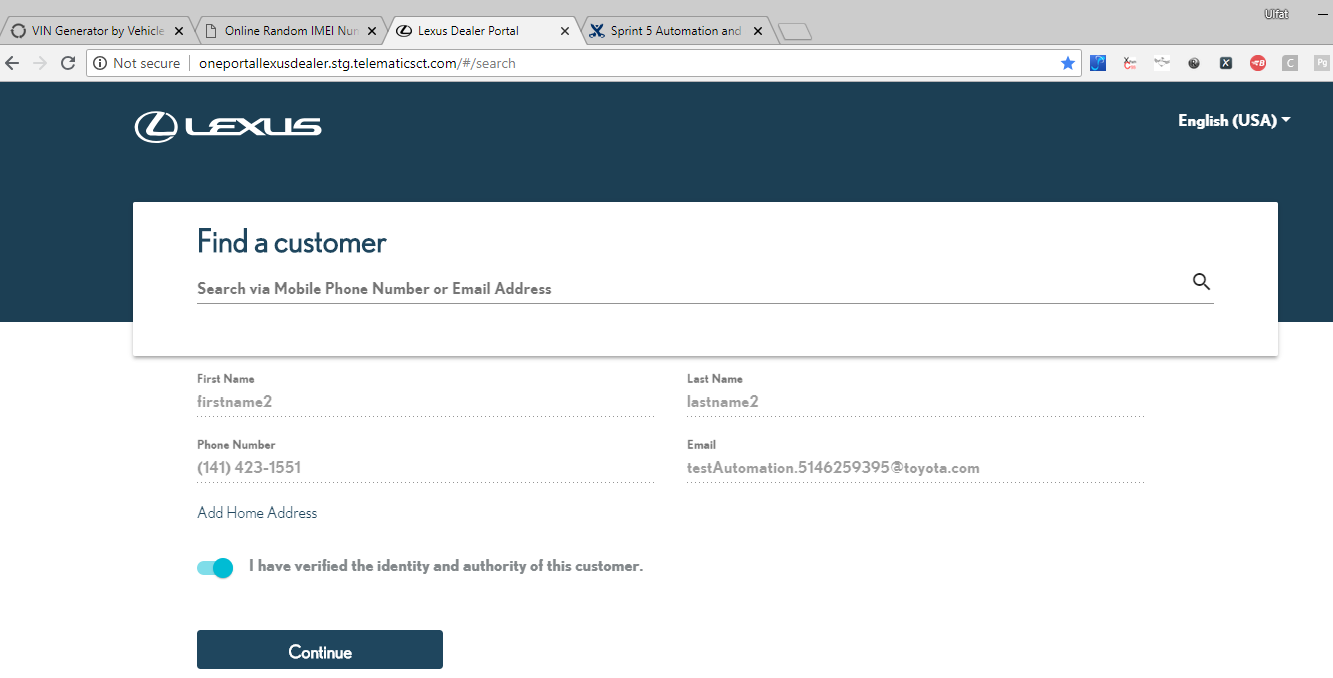 Ulfat
VIN Generator by Vehicle
Online Random IMEI Nun
Lexus Dealer Portal
Sprint 5 Automation and
Not secure
oneportallexusdealer.stg.telematicsct.com/#/search
C
Pg
LEXUS
English (USA)
Find a customer
Search via Mobile Phone Number or Email Address
First Name
Last Name
firstname2
lastname2
Phone Number
Email
(141) 423-1551
testAutomation.5146259395@toyota.com
Add Home Address
I have verified the identity and authority of this customer.
Continue